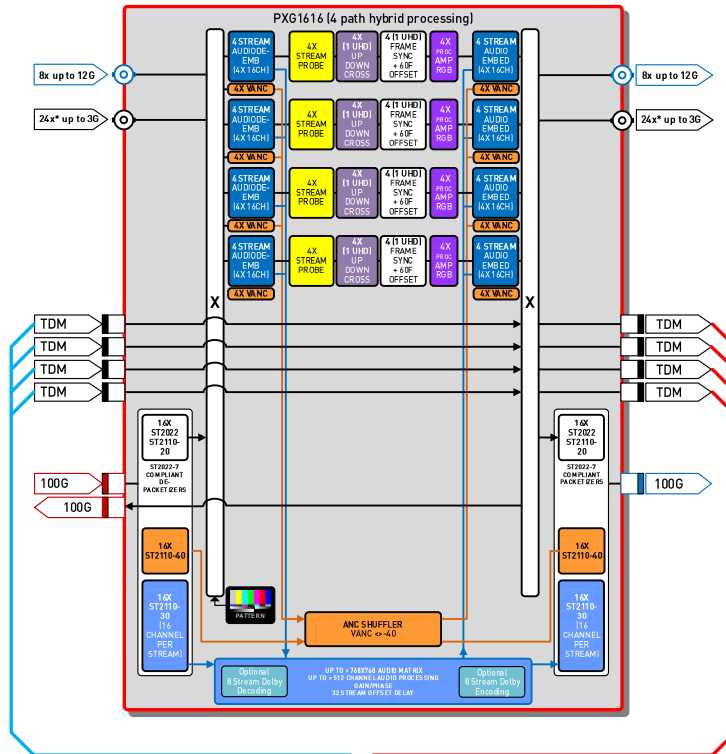 PXG1616 (4 path hybrid processing)
8x up to 12G
24x* up to 3G
4 STREAM
AUDIODE-
EMB
(4X16CH)
4X VANC
4X
STREAM
PROBE
4X
(1 UHD)
UP
DOWN
CROSS
4 (1 UHD)
FRAME
SYNC
+ 60F
OFFSET
4X
PROC
AMP
RGB
4 STREAM
AUDIO
EMBED
(4X16CH)
4X VANC
8x up to 12G
24x* up to 3G
4 STREAM
AUDIODE-
EMB
(4X16CH)
4X VANC
4X
STREAM
PROBE
4X
(1 UHD)
UP
DOWN
CROSS
4 (1 UHD)
FRAME
SYNC
+ 60F
OFFSET
4X
PROC
AMP
RGB
4 STREAM
AUDIO
EMBED
(4X16CH)
4X VANC
4 STREAM
AUDIODE-
EMB
(4X16CH)
4X VANC
4X
STREAM
PROBE
4X
(1 UHD)
UP
DOWN
CROSS
4 (1 UHD)
FRAME
SYNC
+ 60F
OFFSET
4X
PROC
AMP
RGB
4 STREAM
AUDIO
EMBED
(4X16CH)
4X VANC
4 STREAM
AUDIODE-
EMB
(4X16CH)
4X VANC
4X
STREAM
PROBE
4X
(1 UHD)
UP
DOWN
CROSS
4 (1 UHD)
FRAME
SYNC
+ 60F
OFFSET
4X
PROC
AMP
RGB
4 STREAM
AUDIO
EMBED
(4X16CH)
4X VANC
X
X
TDM
TDM
TDM
TDM
TDM
TDM
TDM
TDM
16X
ST2022
ST2110-
20
ST2022-7
COMPLIANT
DE-
PACKETIZERS
16X
ST2022
ST2110-
20
ST2022-7
COMPLIANT
PACKETIZERS
100G
100G
100G
16X
ST2110-40
16X
ST2110-40
16X
ST2110-
30
(16
CHANNEL
PER
STREAM)
PATTERN
ANC SHUFFLER
VANC <> -40
16X
ST2110-
30
(16
CHANNEL
PER
STREAM)
Optional
8 Stream Dolby
Decoding
UP TO > 768X768 AUDIO MATRIX
UP TO > 512 CHANNEL AUDIO PROCESSING
GAIN/PHASE
32 STREAM OFFSET DELAY
Optional
8 Stream Dolby
Encoding